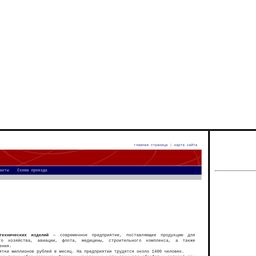 главная страница | карта сайта
акты Схема проезда
технических изделий – современное предприятие, поставляющее продукцию для
го хозяйства, авиации, флота, медицины, строительного комплекса, а также
ения.
тки миллионов рублей в месяц. На предприятии трудятся около 1400 человек.